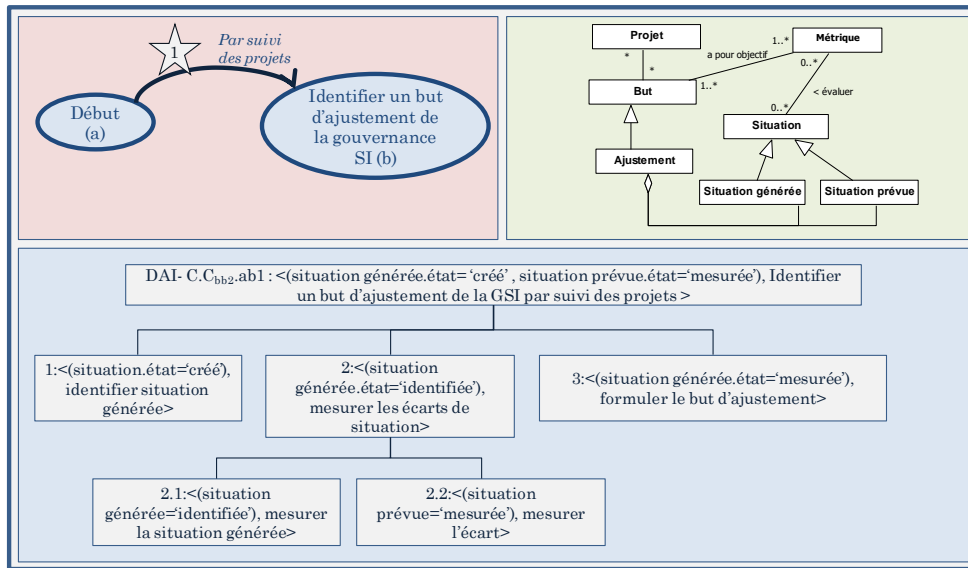 1
Par suivi
des projets
Début
(a)
Identifier un but
d'ajustement de
la gouvernance
SI (b)
Projet
*
*
But
Ajustement
a pour objectif
1..*
1..*
Métrique
0..*
< évaluer
0..*
Situation
Situation générée
Situation prévue
DAI- C.Cbb2.ab1 : <(situation générée.état= 'créé' , situation prévue.état='mesurée'), Identifier
un but d'ajustement de la GSI par suivi des projets >
1:<(situation.état='créé'),
identifier situation
générée>
2:<(situation
générée.état='identifiée'),
mesurer les écarts de
situation>
3:<(situation générée.état='mesurée'),
formuler le but d'ajustement>
2.1:<(situation
générée='identifiée'), mesurer
la situation générée>
2.2:<(situation
prévue='mesurée'), mesurer
l'écart>